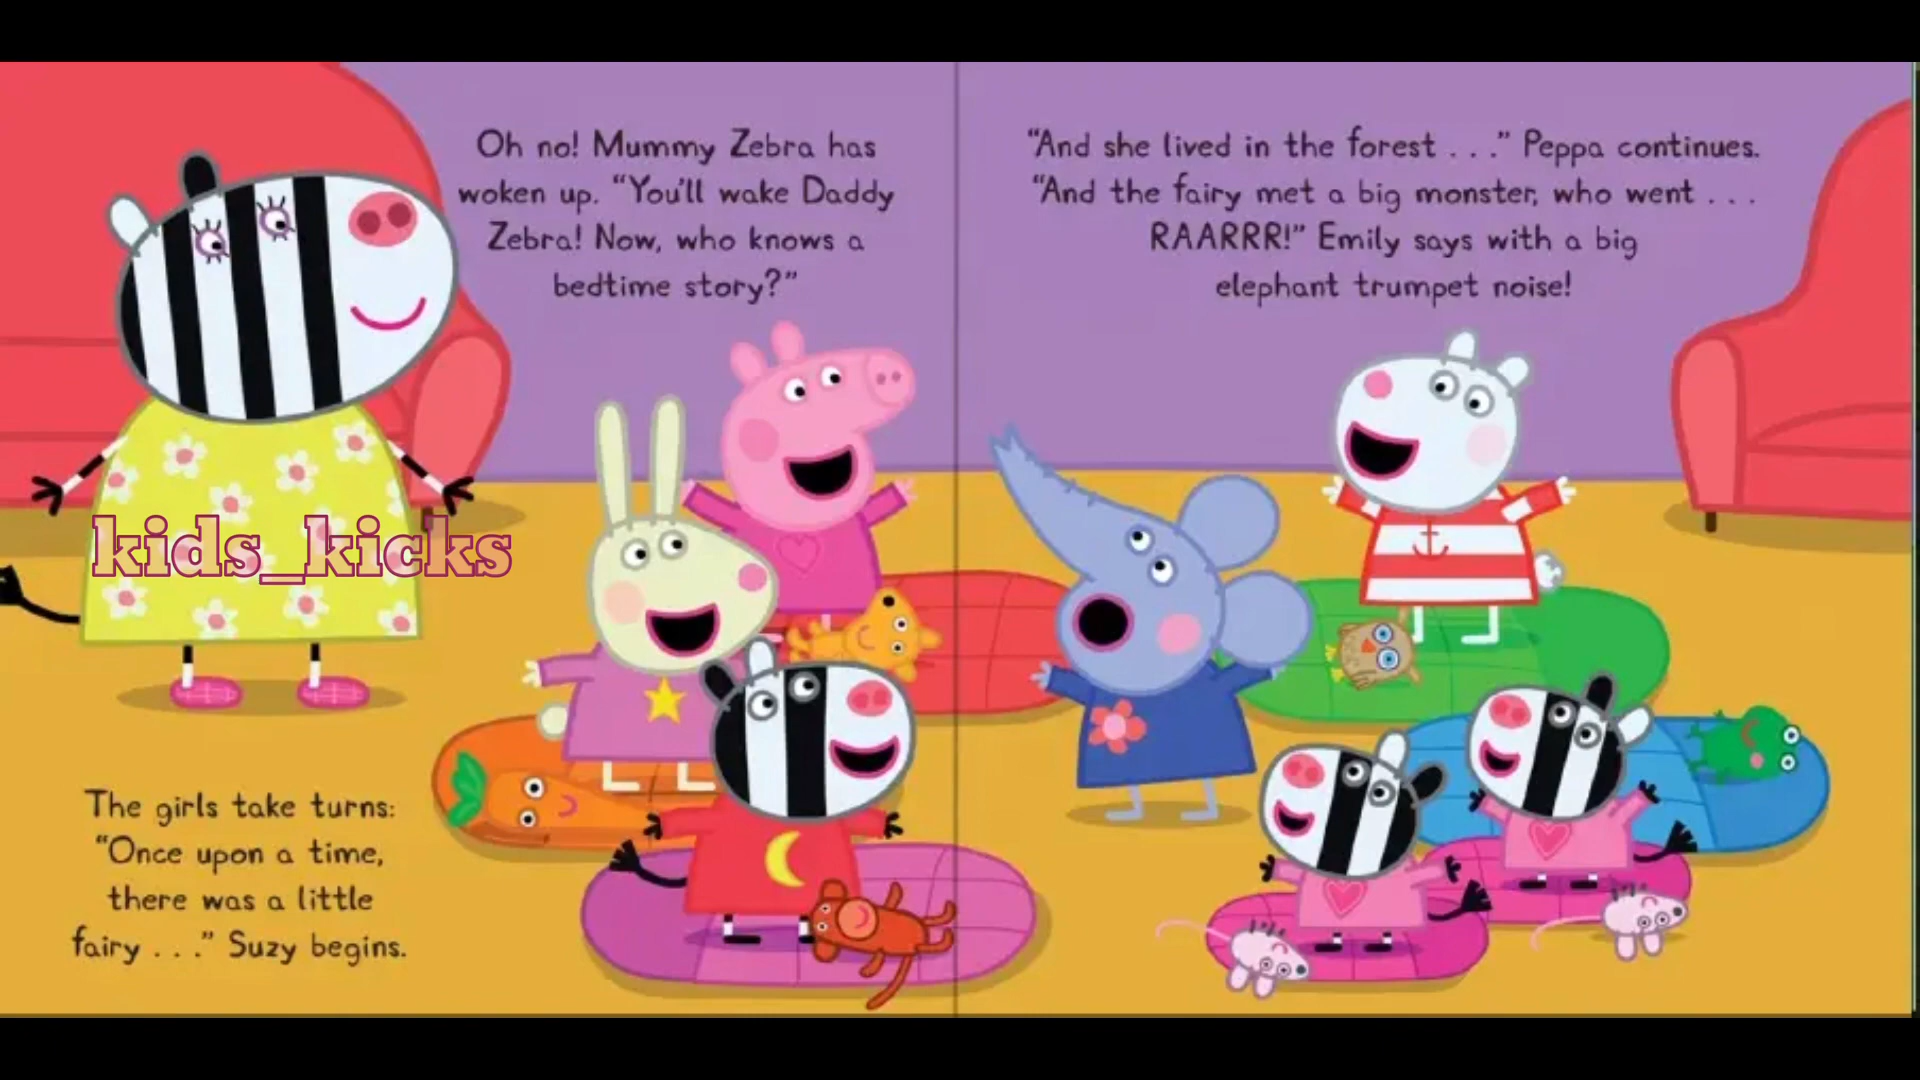 Oh no! Mummy Zebra has
woken up. “You’ll wake Daddy
Zebra! Now, who knows a
bedtime story?”
kids_kicks
The girls take turns:
“Once upon a time,
there was a little
fairy . . .” Suzy begins.
“And she lived in the forest . . .” Peppa continues.
“And the fairy met a big monster, who went . . .
RAARRR!” Emily says with a big
elephant trumpet noise!